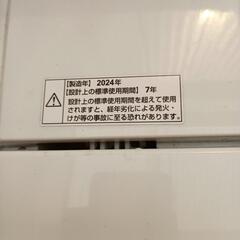 【製造年】2024年
【設計上の標準使用期間】7年
設計上の標準使用期間を超えて使用
されますと、経年劣化による発火・
けが等の事故に至る恐れがあります。